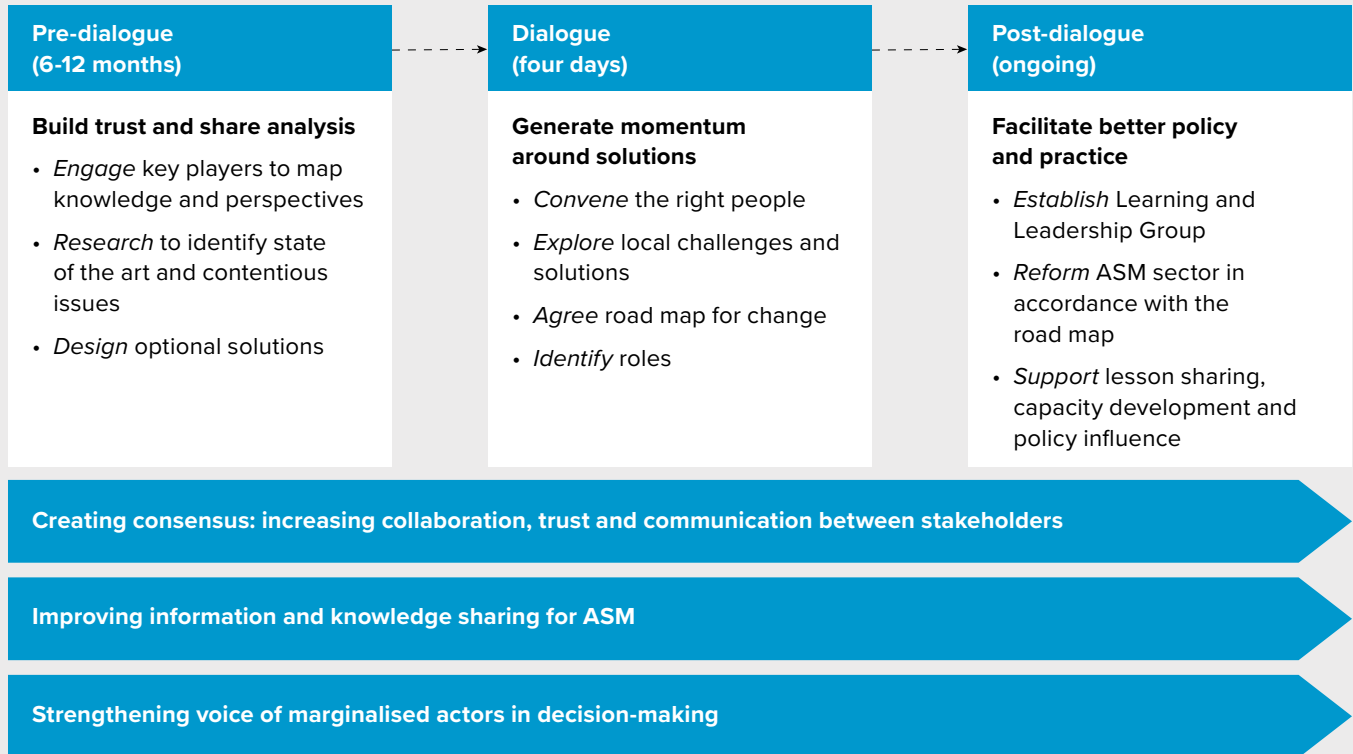 Pre-dialogue
(6-12 months)
Build trust and share analysis
• Engage key players to map
knowledge and perspectives
• Research to identify state
of the art and contentious
issues
• Design optional solutions
Dialogue
(four days)
Generate momentum
around solutions
• Convene the right people
• Explore local challenges and
solutions
• Agree road map for change
• Identify roles
Post-dialogue
(ongoing)
Facilitate better policy
and practice
• Establish Learning and
Leadership Group
• Reform ASM sector in
accordance with the
road map
• Support lesson sharing,
capacity development and
policy influence
Creating consensus: increasing collaboration, trust and communication between stakeholders
Improving information and knowledge sharing for ASM
Strengthening voice of marginalised actors in decision-making